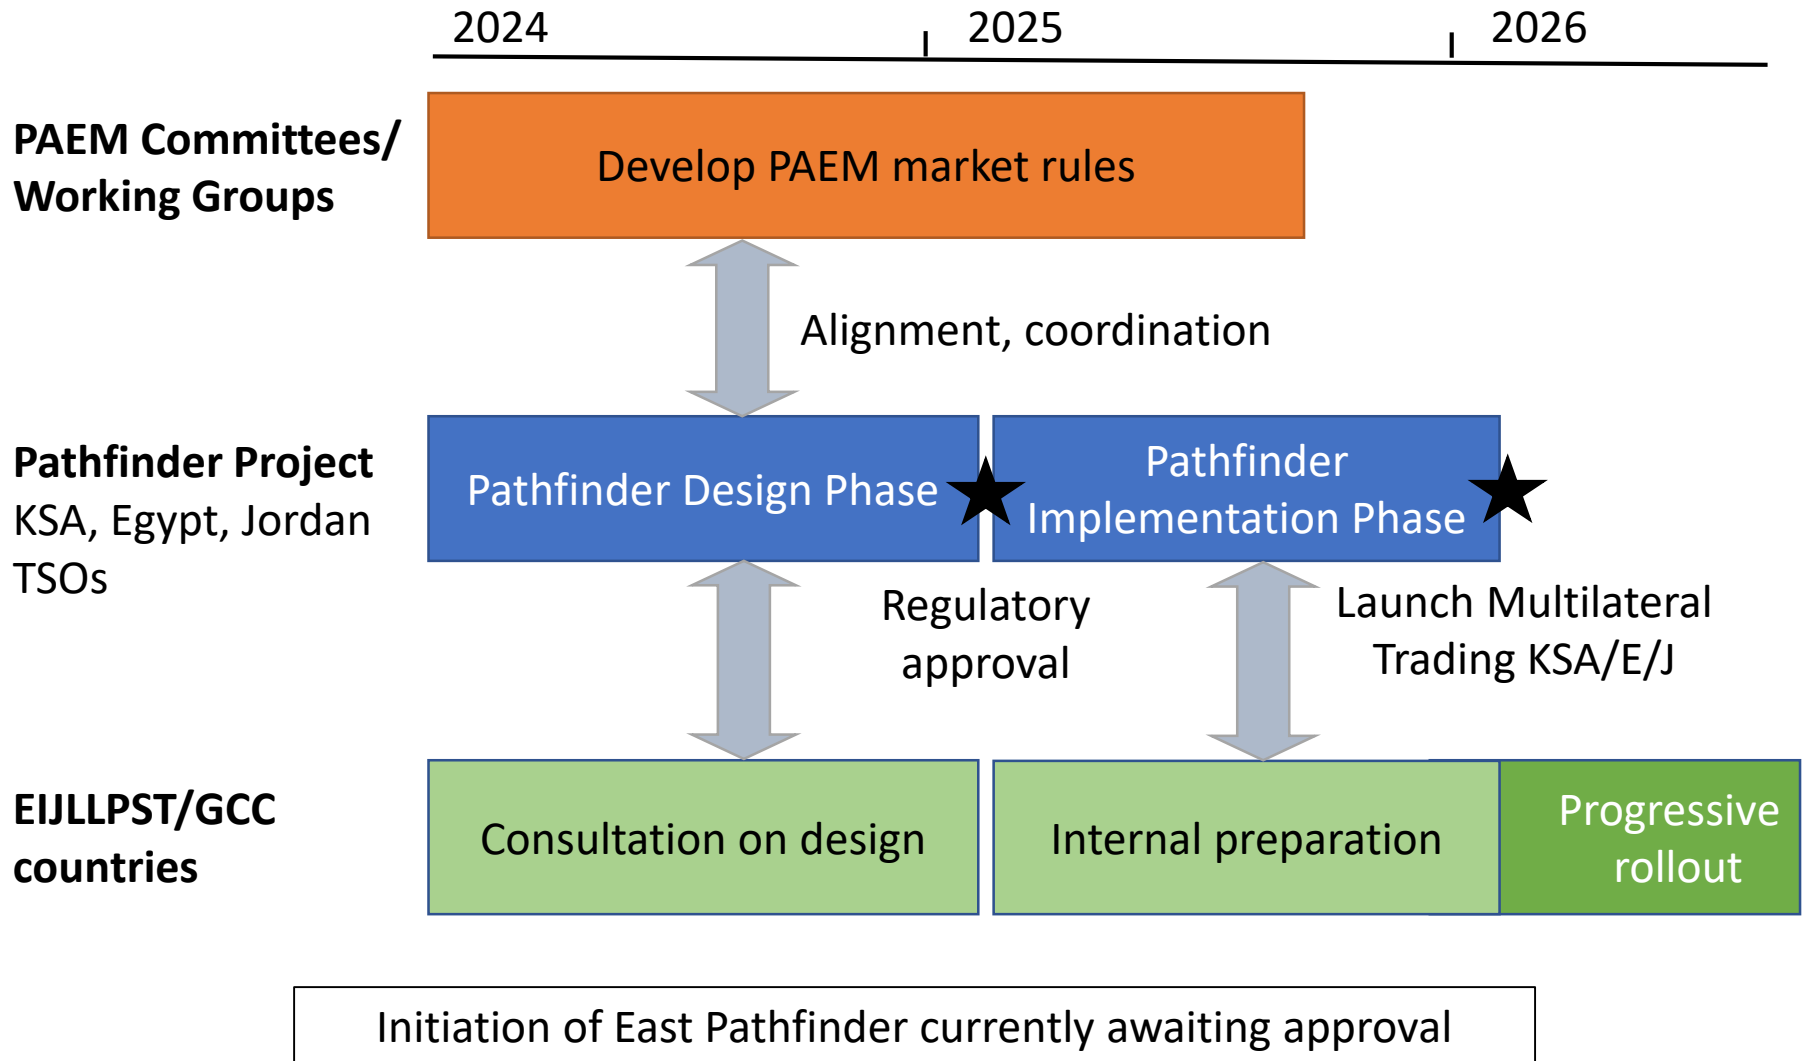 2024
2025
2026
PAEM Committees/
Working Groups
Develop PAEM market rules
Alignment, coordination
Pathfinder Project
KSA, Egypt, Jordan
TSOs
Pathfinder Design Phase
Pathfinder
Implementation Phase
Regulatory
approval
Launch Multilateral
Trading KSA/E/J
EIJLLPST/GCC
countries
Consultation on design
Internal preparation
Progressive
rollout
Initiation of East Pathfinder currently awaiting approval